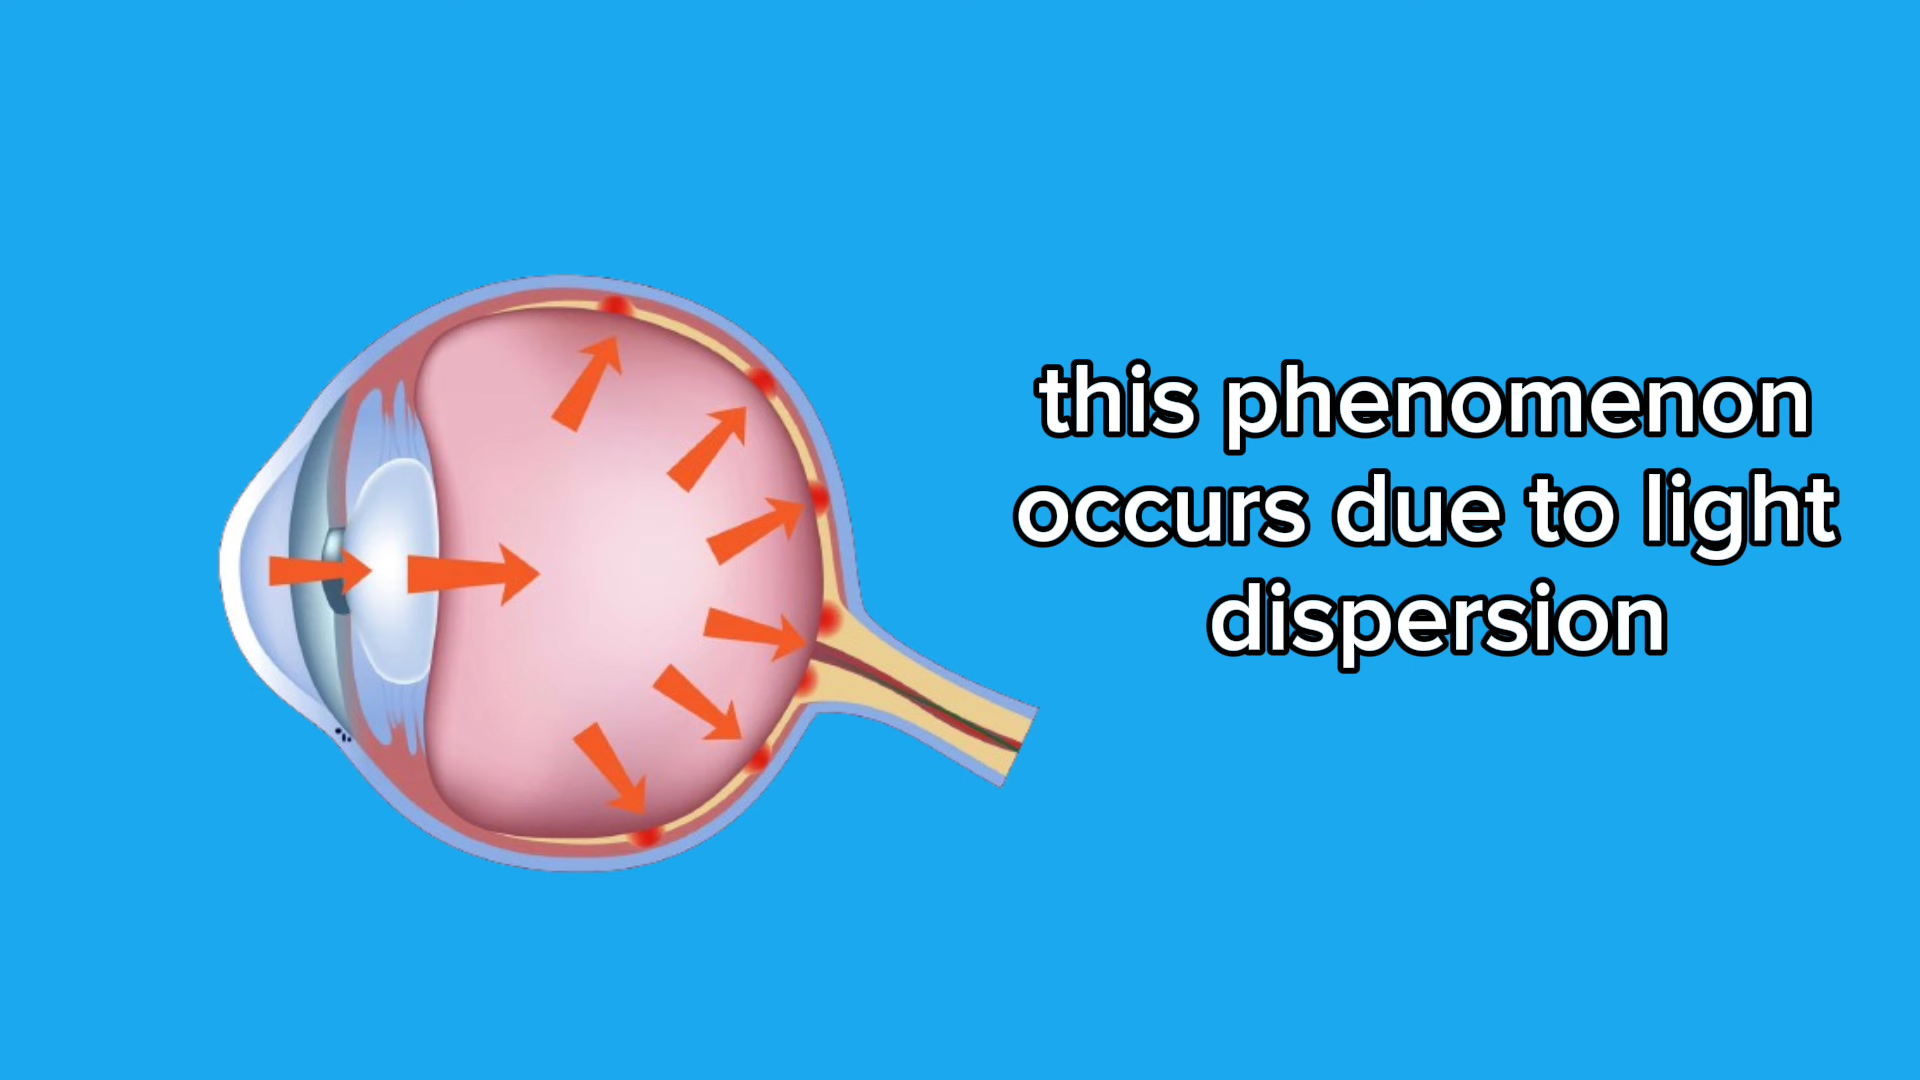 this phenomenon
occurs due to light
dispersion